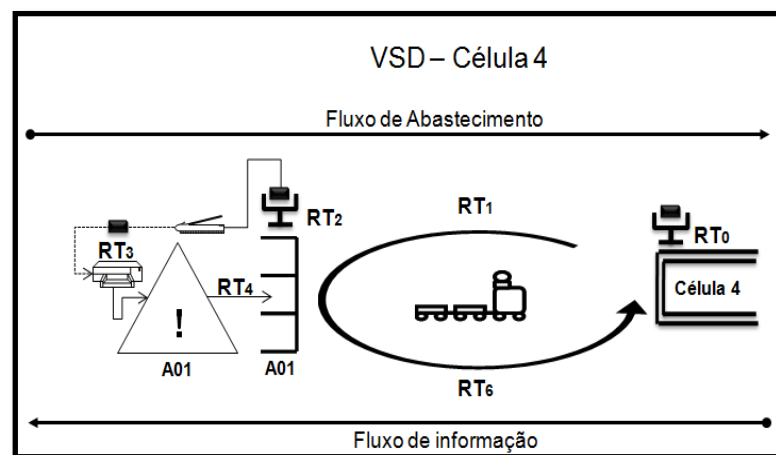 VSD – Célula 4
Fluxo de Abastecimento
RT2
RT1
RT0
RT3
RT4
Célula 4
!
A01
A01
RT6
Fluxo de informação